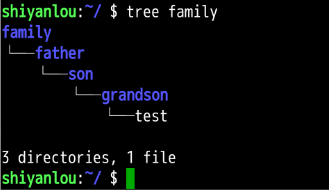 shiyanlou:~/ $ tree family
family
└──father
└──son
└──grandson
└──test
3 directories, 1 file
shiyanlou:~/ $